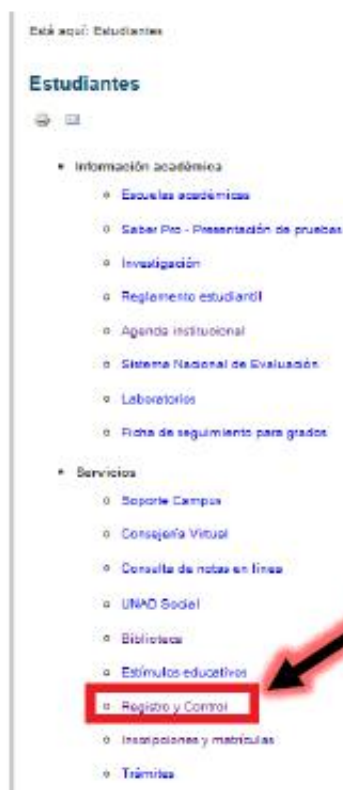 Está aquí: Estudiantes
Estudiantes
Información académica
Escuelas académicas
Saber Pro - Presentación de pruebas
Investigación
Reglamento estudiantil
Agenda institucional
Sistema Nacional de Evaluación
Laboratorios
Ficha de seguimiento para grados
Servicios
Soporte Campus
Consejería Virtual
Consulta de notas en línea
UNAD Social
Biblioteca
Estímulos educativos
Registro y Control
Inscripciones y matrículas
Trámites